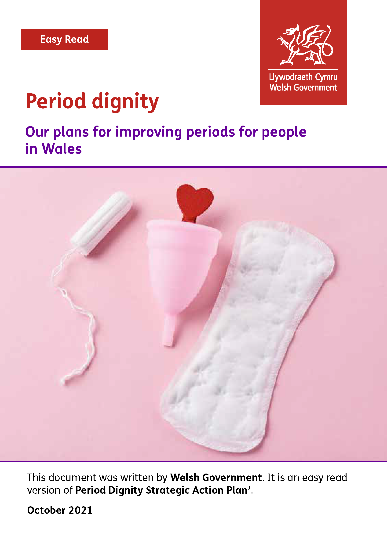 Easy Read
Llywodraeth Cymru
Welsh Government
Period dignity
Our plans for improving periods for people
in Wales
This document was written by Welsh Government. It is an easy read
version of Period Dignity Strategic Action Plan’.
October 2021